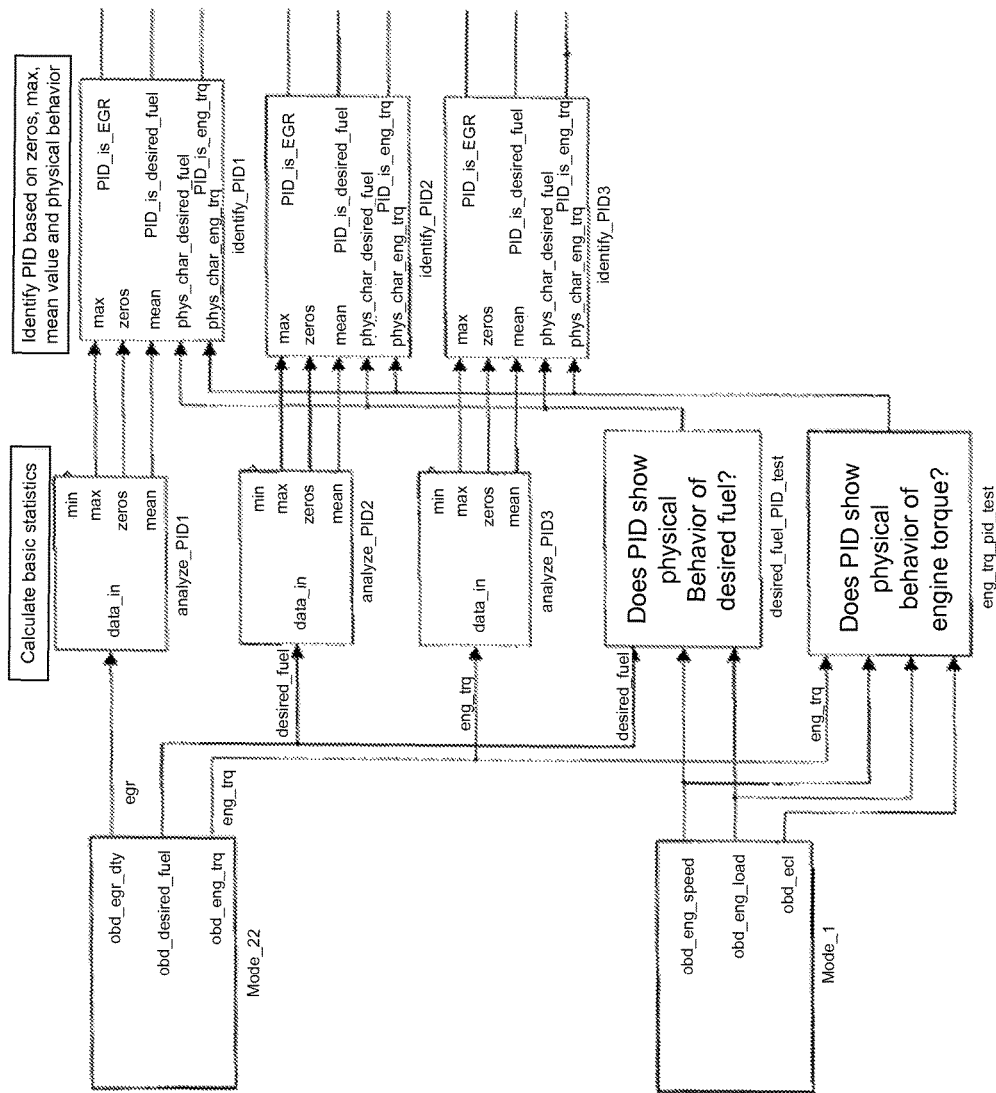 Calculate basic statistics
Identify PID based on zeros, max,
mean value and physical behavior
obd_egr_dty
obd_desired_fuel
obd_eng_trq
Mode_22
egr
eng_trq
data_in
min
max
zeros
mean
analyze_PID1
max
zeros
mean
phys_char_desired_fuel
phys_char_eng_trq
PID_is_EGR
PID_is_desired_fuel
PID_is_eng_trq
identify_PID1
desired_fuel
data_in
min
max
zeros
mean
analyze_PID2
max
zeros
mean
phys_char_desired_fuel
phys_char_eng_trq
PID_is_EGR
PID_is_desired_fuel
PID_is_eng_trq
identify_PID2
eng_trq
data_in
min
max
zeros
mean
analyze_PID3
max
zeros
mean
phys_char_desired_fuel
phys_char_eng_trq
PID_is_EGR
PID_is_desired_fuel
PID_is_eng_trq
identify_PID3
desired_fuel
Does PID show
physical
Behavior of
desired fuel?
desired_fuel_PID_test
obd_eng_speed
obd_eng_load
obd_ecl
Mode_1
eng_trq
Does PID show
physical
behavior of
engine torque?
eng_trq_pid_test